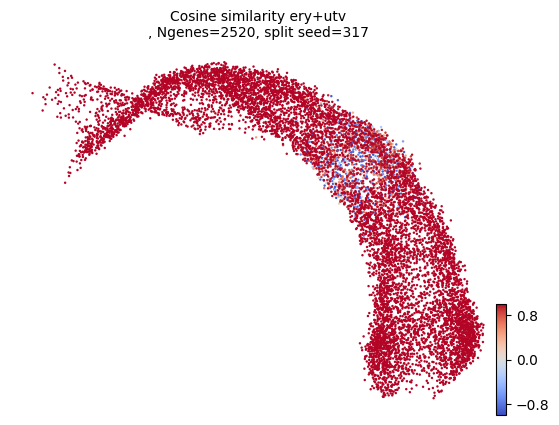 Cosine similarity ery+utv
, Ngenes=2520, split seed=317
0.8
0.0
−0.8